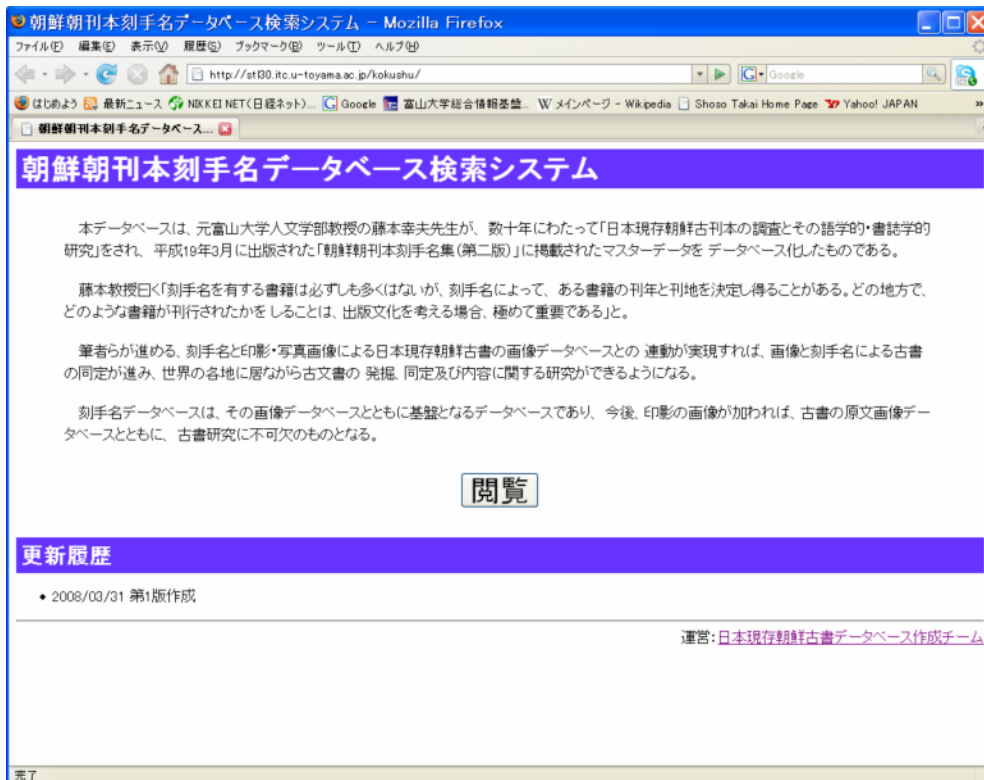 朝鮮朝刊本刻手名データベース検索システム - Mozilla Firefox
ファイル(F) 編集(E) 表示(V) 履歴(S) ブックマーク(B) ツール(T) ヘルプ(H)
http://stl30.itc.u-toyama.ac.jp/kokushu/ Google
はじめよう 最新ニュース NIKKEI NET(日経ネット)... Google 富山大学総合情報基盤... メインページ - Wikipedia Shoso Takai Home Page Yahoo! JAPAN »
朝鮮朝刊本刻手名データベース...
朝鮮朝刊本刻手名データベース検索システム
本データベースは、元富山大学人文学部教授の藤本幸夫先生が、数十年にわたって「日本現存朝鮮古刊本の調査とその語学的・書誌学的
研究」をされ、平成19年3月に出版された「朝鮮朝刊本刻手名集(第二版)」に掲載されたマスターデータを データベース化したものである。
藤本教授曰く「刻手名を有する書籍は必ずしも多くはないが、刻手名によって、ある書籍の刊年と刊地を決定し得ることがある。どの地方で、
どのような書籍が刊行されたかを しることは、出版文化を考える場合、極めて重要である」と。
筆者らが進める、刻手名と印影・写真画像による日本現存朝鮮古書の画像データベースとの 連動が実現すれば、画像と刻手名による古書
の同定が進み、世界の各地に居ながら古文書の 発掘、同定及び内容に関する研究ができるようになる。
刻手名データベースは、その画像データベースとともに基盤となるデータベースであり、今後、印影の画像が加われば、古書の原文画像デー
タベースとともに、古書研究に不可欠のものとなる。
閲覧
更新履歴
• 2008/03/31 第1版作成
運営:日本現存朝鮮古書データベース作成チーム
完了